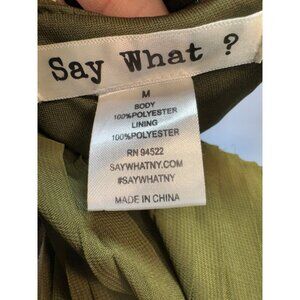 Say What ?
M
BODY
100%POLYESTER
LINING
100%POLYESTER
RN 94522
SAYWHATNY.COM
#SAYWHATNY
MADE IN CHINA